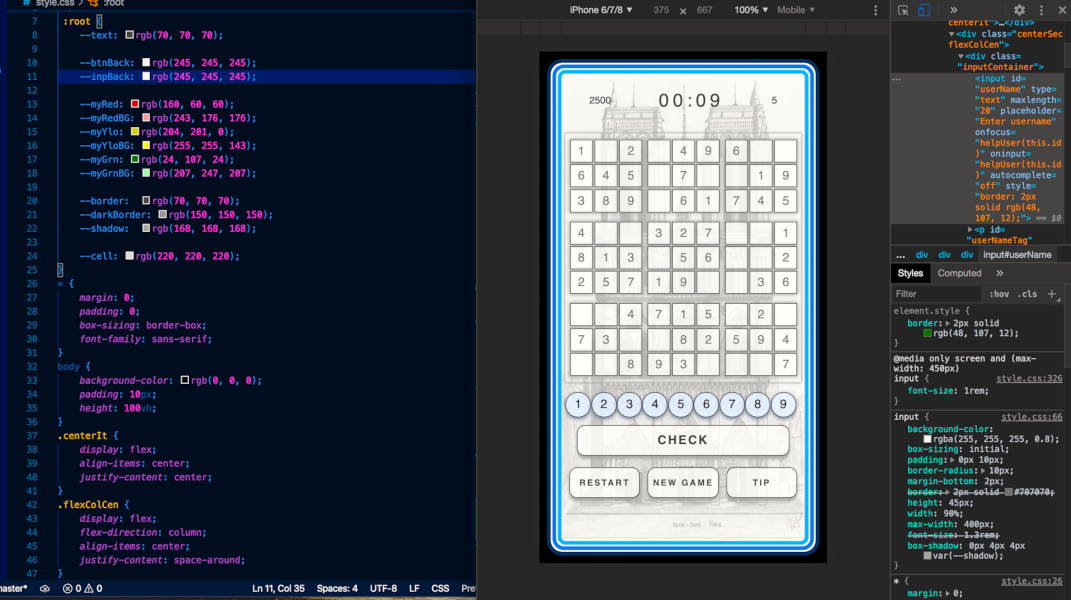 # style.css > :root
7 :root {
8 --text: rgb(70, 70, 70);
9
10 --btnBack: rgb(245, 245, 245);
11 --inpBack: rgb(245, 245, 245);
12
13 --myRed: rgb(160, 60, 60);
14 --myRedBG: rgb(243, 176, 176);
15 --myYlo: rgb(204, 201, 0);
16 --myYloBG: rgb(255, 255, 143);
17 --myGrn: rgb(24, 107, 24);
18 --myGrnBG: rgb(207, 247, 207);
19
20 --border: rgb(70, 70, 70);
21 --darkBorder: rgb(150, 150, 150);
22 --shadow: rgb(168, 168, 168);
23
24 --cell: rgb(220, 220, 220);
25 }
26 * {
27 margin: 0;
28 padding: 0;
29 box-sizing: border-box;
30 font-family: sans-serif;
31 }
32 body {
33 background-color: rgb(0, 0, 0);
34 padding: 10px;
35 height: 100vh;
36 }
37 .centerIt {
38 display: flex;
39 align-items: center;
40 justify-content: center;
41 }
42 .flexColCen {
43 display: flex;
44 flex-direction: column;
45 align-items: center;
46 justify-content: space-around;
47 }
master* 0 0 Ln 11, Col 35 Spaces: 4 UTF-8 LF CSS Pre
iPhone 6/7/8 ▼ 375 × 667 100% ▼ Mobile ▼
2500 00:09 5
1 2 4 9 6
6 4 5 7 1 9
3 8 9 6 1 7 4 5
4 3 2 7 1
8 1 3 5 6 2
2 5 7 1 9 3 6
4 7 1 5 2
7 3 8 2 5 9 4
8 9 3 7
1 2 3 4 5 6 7 8 9
CHECK
RESTART NEW GAME TIP
»
centerIt">…</div>
▼<div class="centerSec
flexColCen">
▼<div class=
"inputContainer">
… <input id=
"userName" type=
"text" maxlength=
"20" placeholder=
"Enter username"
onfocus=
"helpUser(this.id
)" oninput=
"helpUser(this.id
)" autocomplete=
"off" style=
"border: 2px
solid rgb(48,
107, 12);"> == $0
▶<p id=
"userNameTag"
… div div div input#userName
Styles Computed »
Filter :hov .cls +
element.style {
border:▶ 2px solid
rgb(48, 107, 12);
}
@media only screen and (max-
width: 450px)
input { style.css:326
font-size: 1rem;
}
input { style.css:66
background-color:
rgba(255, 255, 255, 0.8);
box-sizing: initial;
padding:▶ 0px 10px;
border-radius:▶ 10px;
margin-bottom: 2px;
border:▶ 2px solid #707070;
height: 45px;
width: 90%;
max-width: 400px;
font-size: 1.3rem;
box-shadow: 0px 4px 4px
var(--shadow);
}
* { style.css:26
margin:▶ 0;